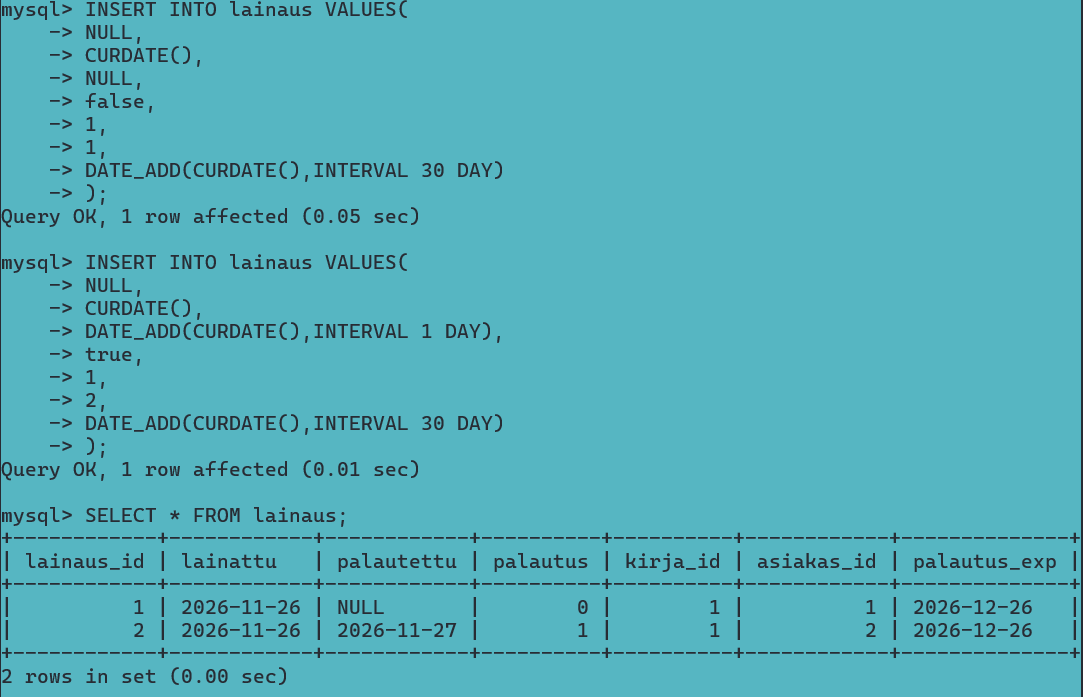 mysql> INSERT INTO lainaus VALUES(
    -> NULL,
    -> CURDATE(),
    -> NULL,
    -> false,
    -> 1,
    -> 1,
    -> DATE_ADD(CURDATE(),INTERVAL 30 DAY)
    -> );
Query OK, 1 row affected (0.05 sec)

mysql> INSERT INTO lainaus VALUES(
    -> NULL,
    -> CURDATE(),
    -> DATE_ADD(CURDATE(),INTERVAL 1 DAY),
    -> true,
    -> 1,
    -> 2,
    -> DATE_ADD(CURDATE(),INTERVAL 30 DAY)
    -> );
Query OK, 1 row affected (0.01 sec)

mysql> SELECT * FROM lainaus;
+------------+------------+------------+----------+----------+------------+--------------+
| lainaus_id | lainattu   | palautettu | palautus | kirja_id | asiakas_id | palautus_exp |
+------------+------------+------------+----------+----------+------------+--------------+
|          1 | 2026-11-26 | NULL       |        0 |        1 |          1 | 2026-12-26   |
|          2 | 2026-11-26 | 2026-11-27 |        1 |        1 |          2 | 2026-12-26   |
+------------+------------+------------+----------+----------+------------+--------------+
2 rows in set (0.00 sec)